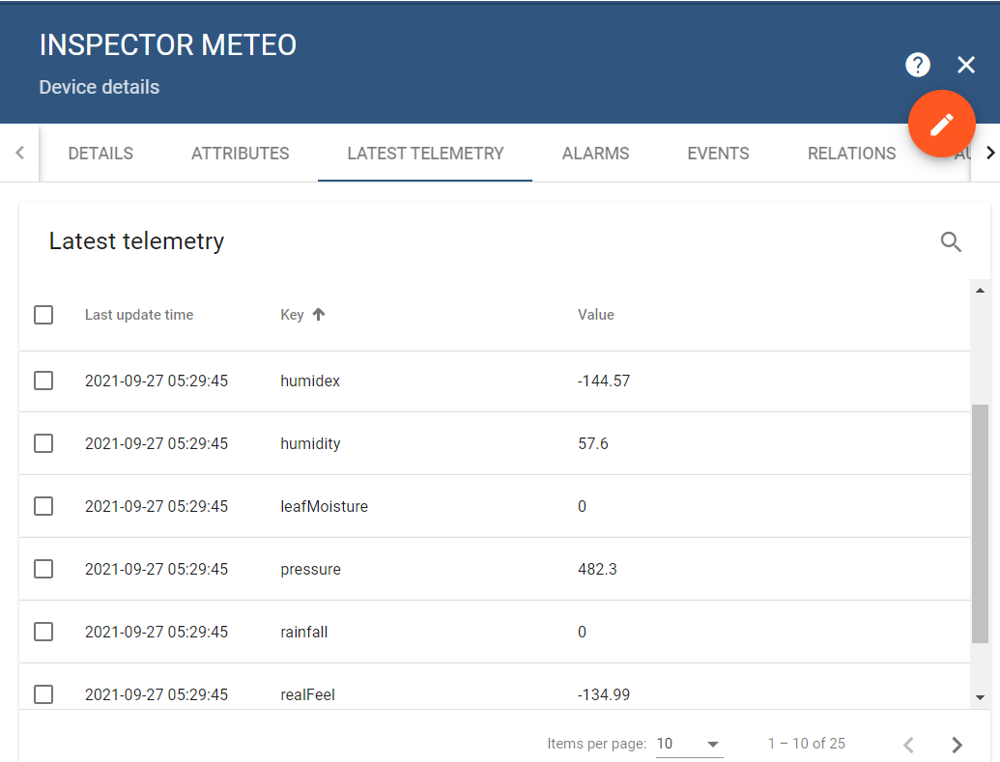 INSPECTOR METEO
Device details
DETAILS ATTRIBUTES LATEST TELEMETRY ALARMS EVENTS RELATIONS AU
Latest telemetry
Last update time Key Value
2021-09-27 05:29:45 humidex -144.57
2021-09-27 05:29:45 humidity 57.6
2021-09-27 05:29:45 leafMoisture 0
2021-09-27 05:29:45 pressure 482.3
2021-09-27 05:29:45 rainfall 0
2021-09-27 05:29:45 realFeel -134.99
Items per page: 10 1 – 10 of 25